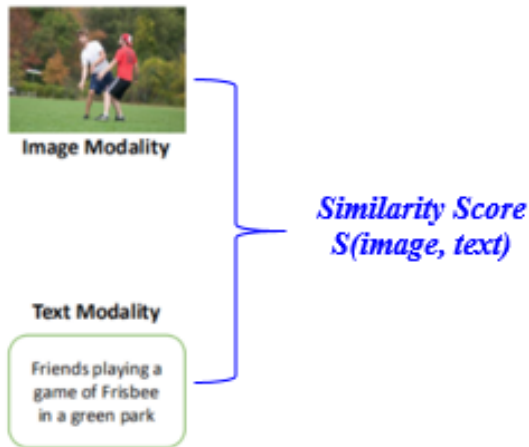 Image Modality
Similarity Score
S(image, text)
Text Modality
Friends playing a
game of Frisbee
in a green park